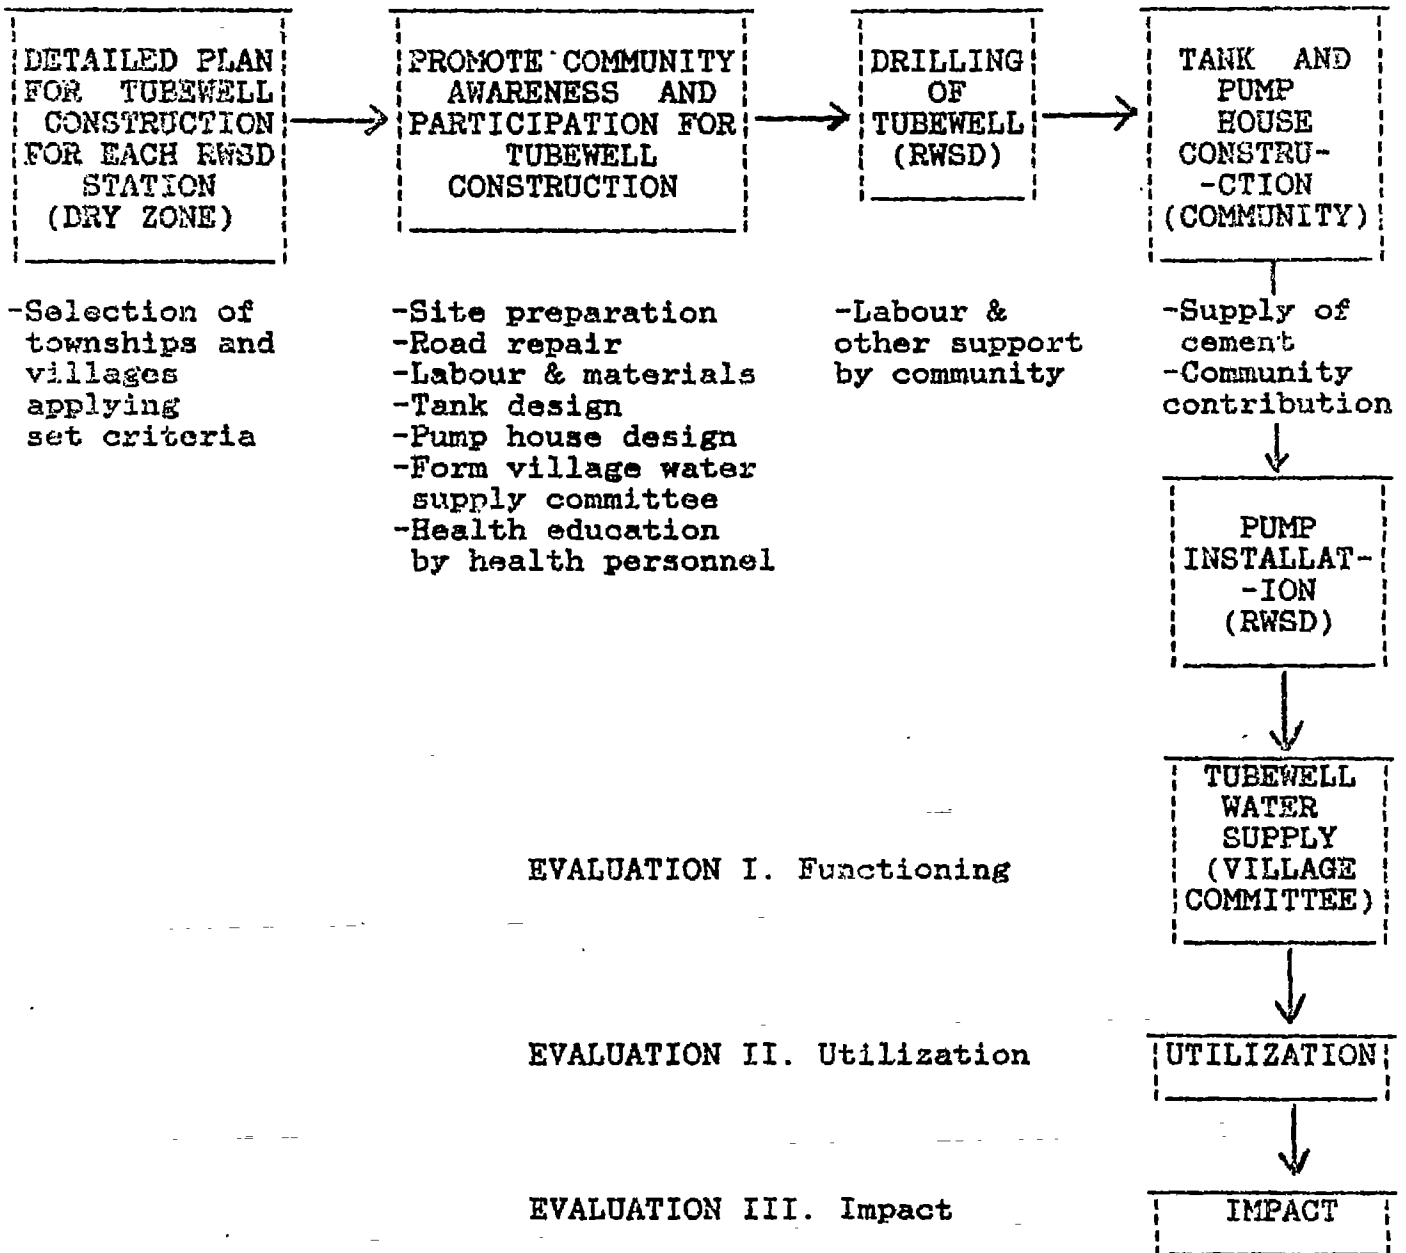 DETAILED PLAN
FOR TUBEWELL
CONSTRUCTION
FOR EACH RWSD
STATION
(DRY ZONE)
PROMOTE COMMUNITY
AWARENESS AND
PARTICIPATION FOR
TUBEWELL
CONSTRUCTION
DRILLING
OF
TUBEWELL
(RWSD)
TANK AND
PUMP
HOUSE
CONSTRU-
-CTION
(COMMUNITY)
-Selection of
townships and
villages
applying
set criteria
-Site preparation
-Road repair
-Labour & materials
-Tank design
-Pump house design
-Form village water
supply committee
-Health education
by health personnel
-Labour &
other support
by community
-Supply of
cement
-Community
contribution
PUMP
INSTALLAT-
-ION
(RWSD)
TUBEWELL
WATER
SUPPLY
(VILLAGE
COMMITTEE)
EVALUATION I. Functioning
EVALUATION II. Utilization
UTILIZATION
EVALUATION III. Impact
IMPACT